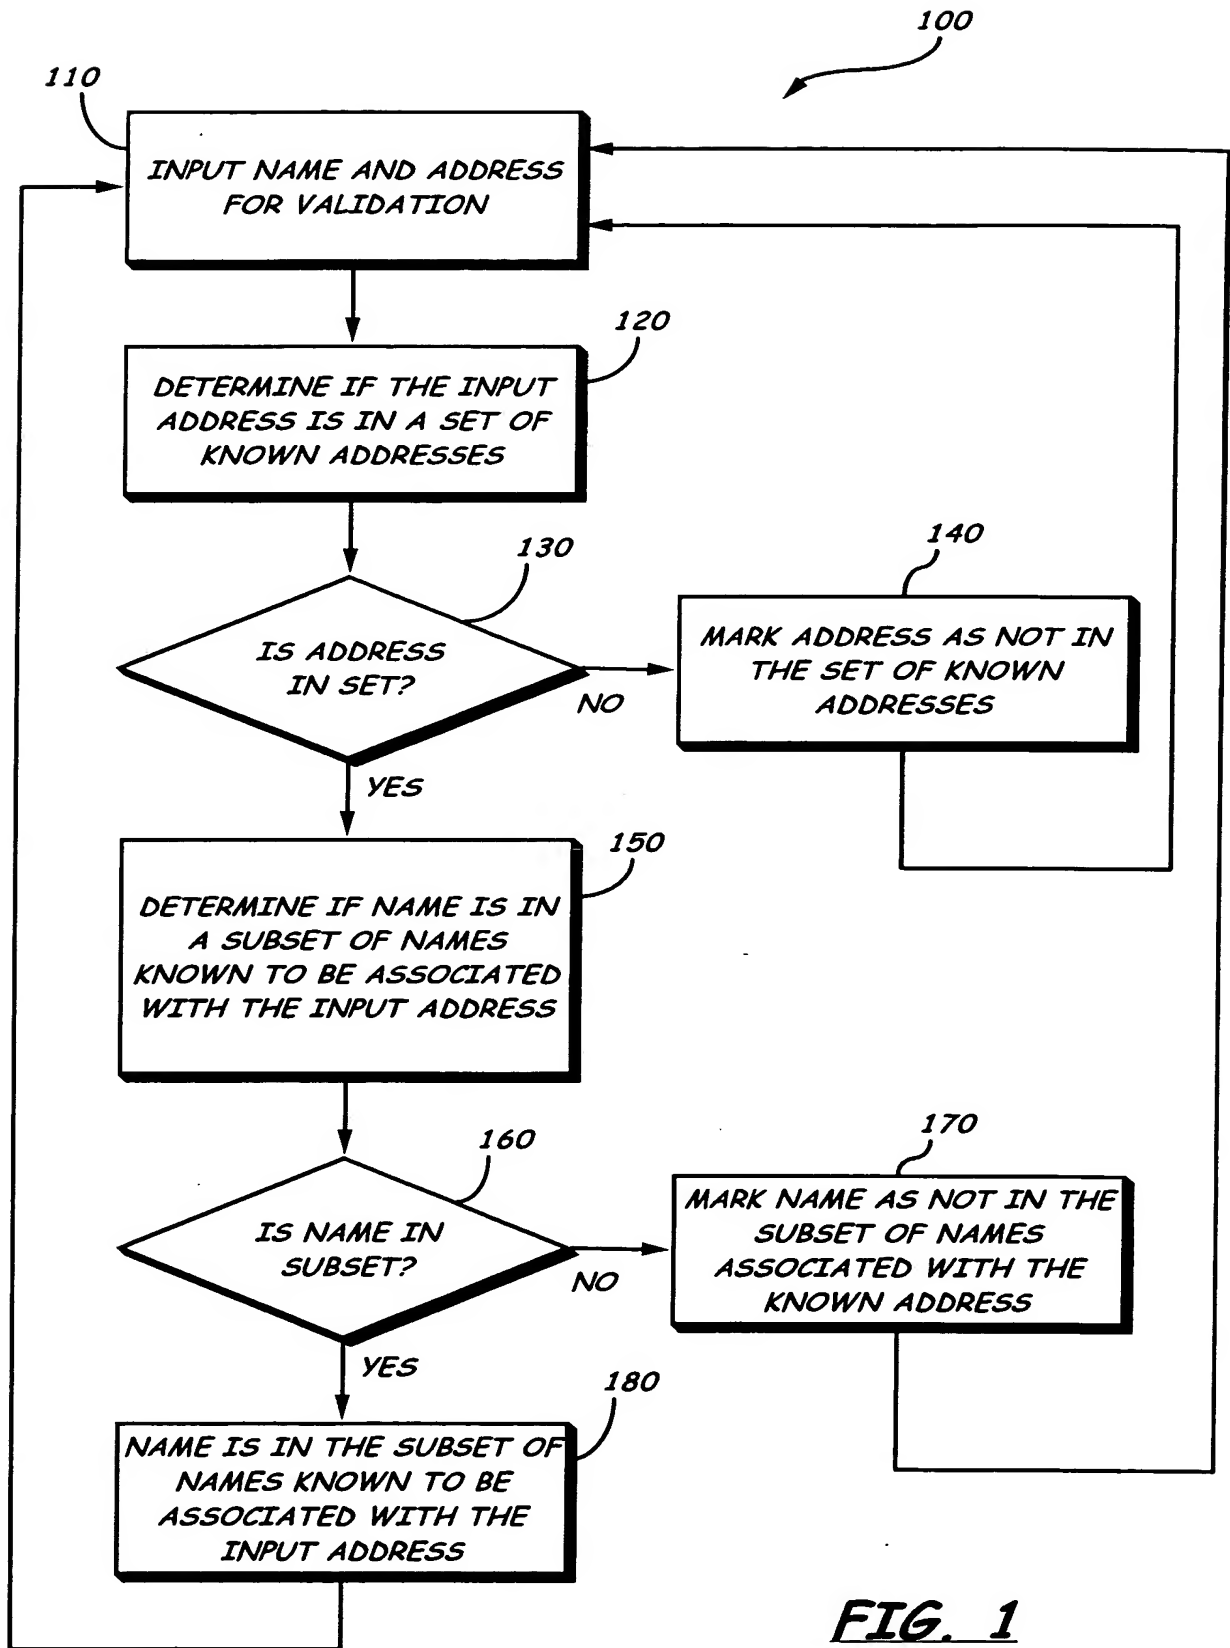 100
110
INPUT NAME AND ADDRESS
FOR VALIDATION
120
DETERMINE IF THE INPUT
ADDRESS IS IN A SET OF
KNOWN ADDRESSES
130
IS ADDRESS
IN SET?
NO
YES
140
MARK ADDRESS AS NOT IN
THE SET OF KNOWN
ADDRESSES
150
DETERMINE IF NAME IS IN
A SUBSET OF NAMES
KNOWN TO BE ASSOCIATED
WITH THE INPUT ADDRESS
160
IS NAME IN
SUBSET?
NO
YES
170
MARK NAME AS NOT IN THE
SUBSET OF NAMES
ASSOCIATED WITH THE
KNOWN ADDRESS
180
NAME IS IN THE SUBSET OF
NAMES KNOWN TO BE
ASSOCIATED WITH THE
INPUT ADDRESS
FIG. 1